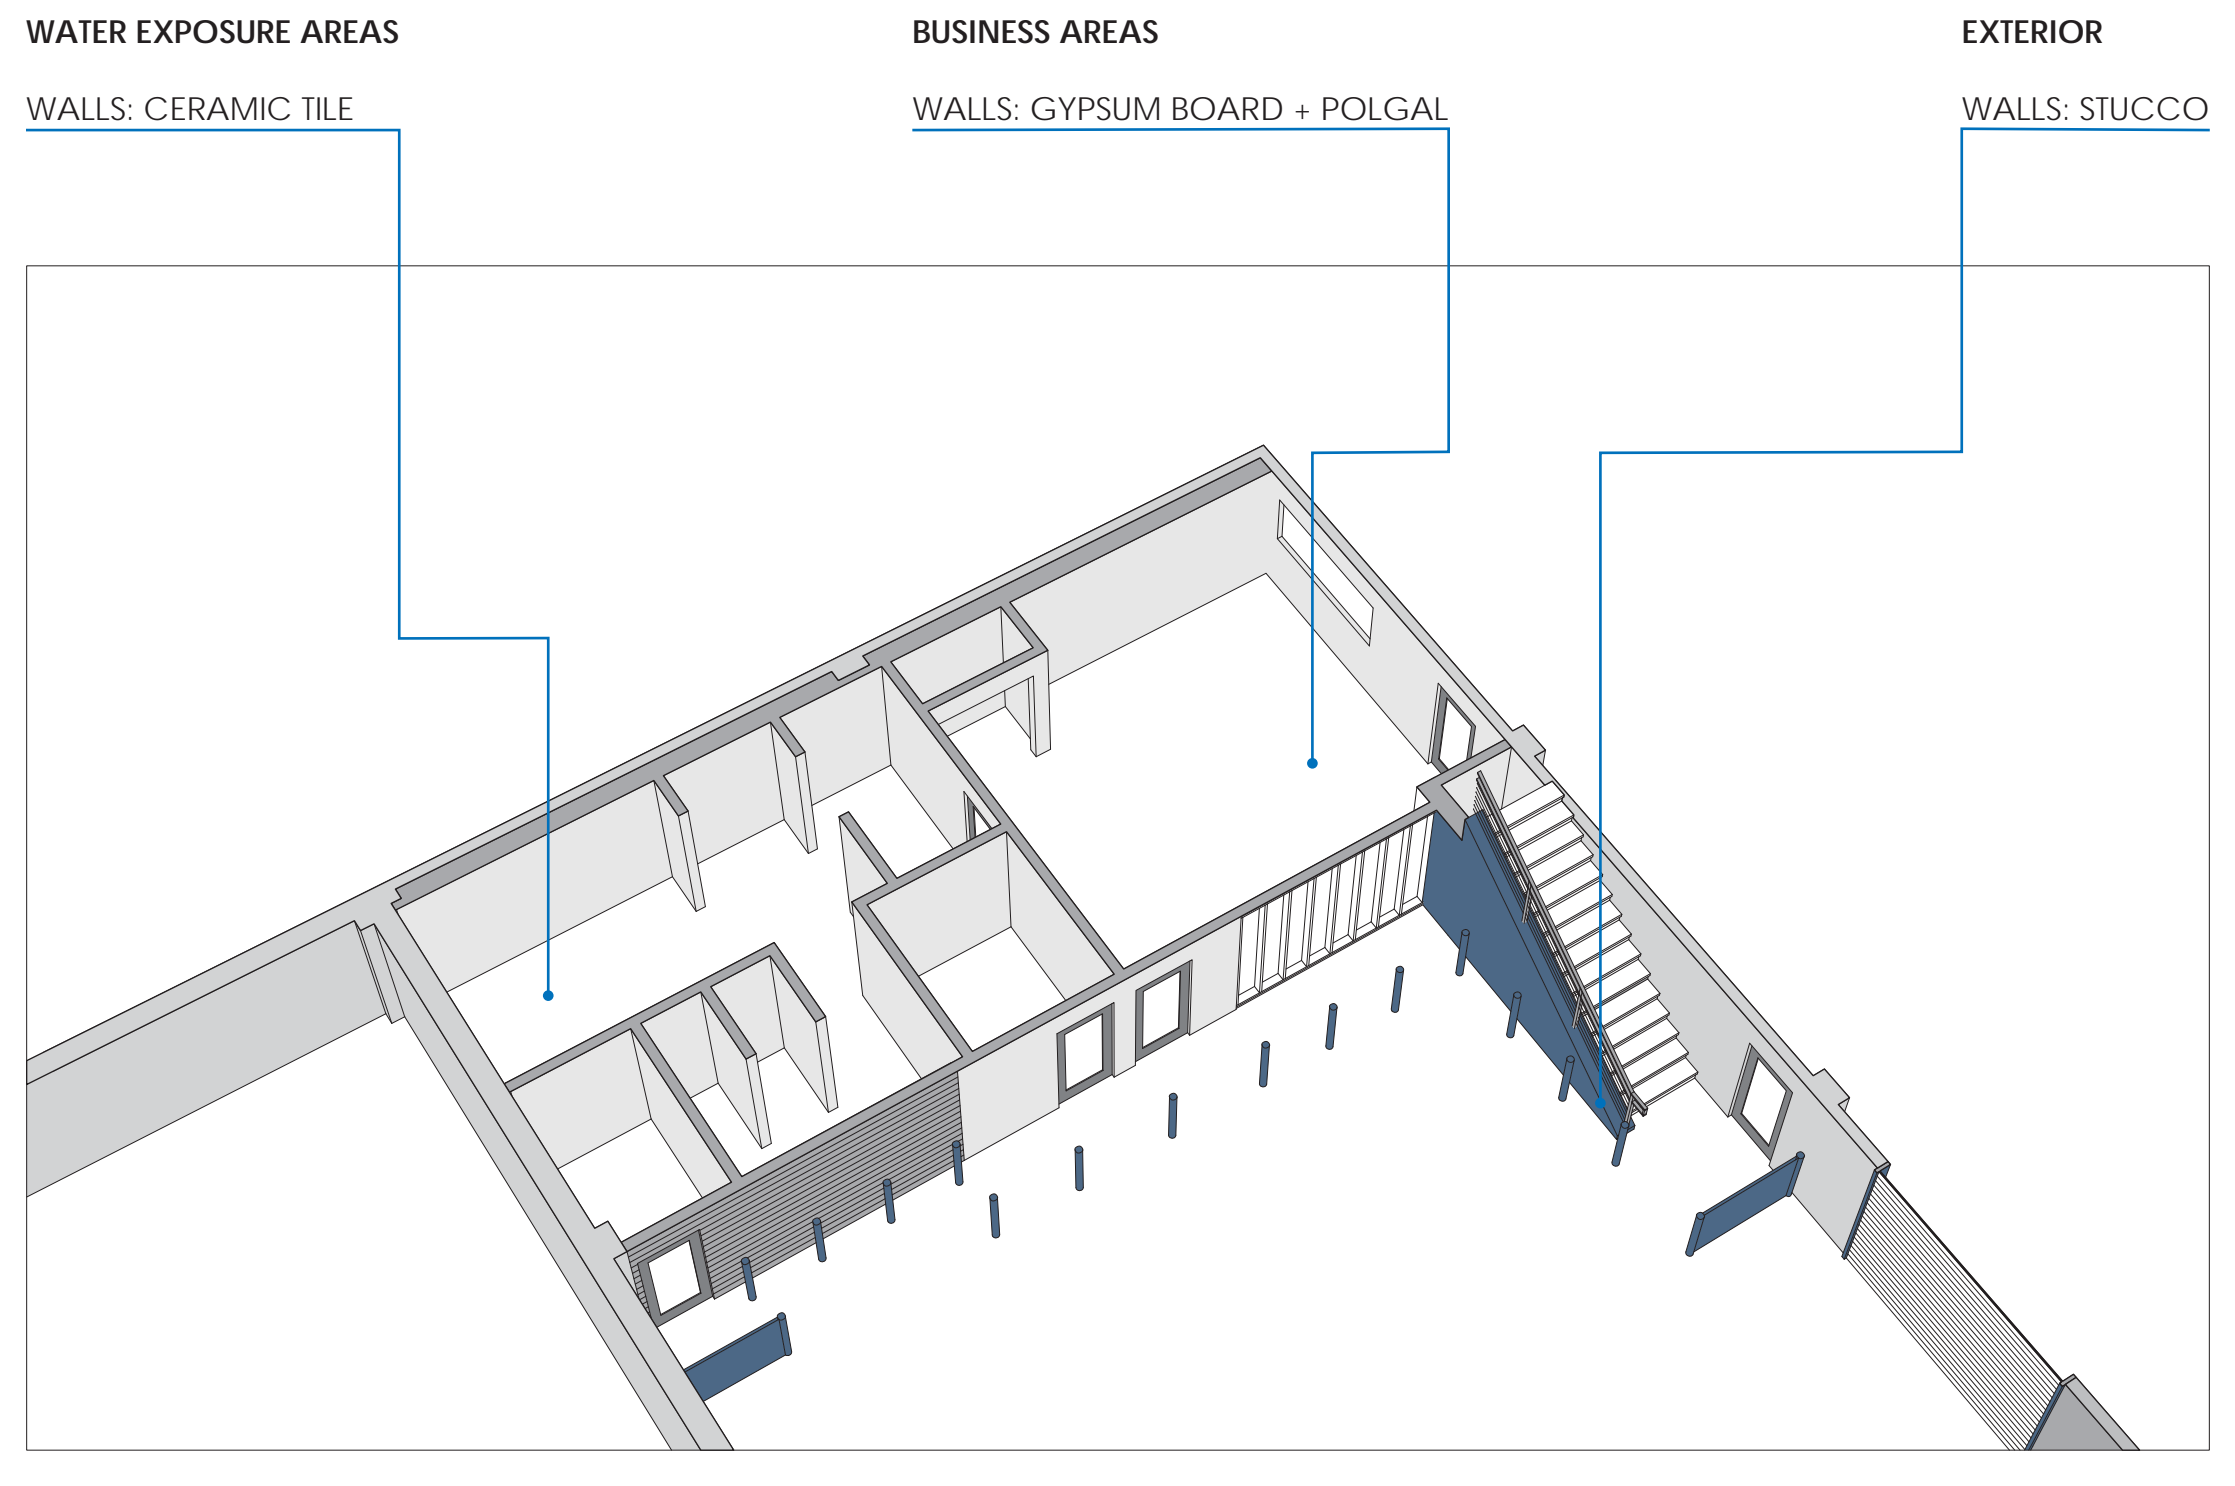 WATER EXPOSURE AREAS
WALLS: CERAMIC TILE
BUSINESS AREAS
WALLS: GYPSUM BOARD + POLGAL
EXTERIOR
WALLS: STUCCO